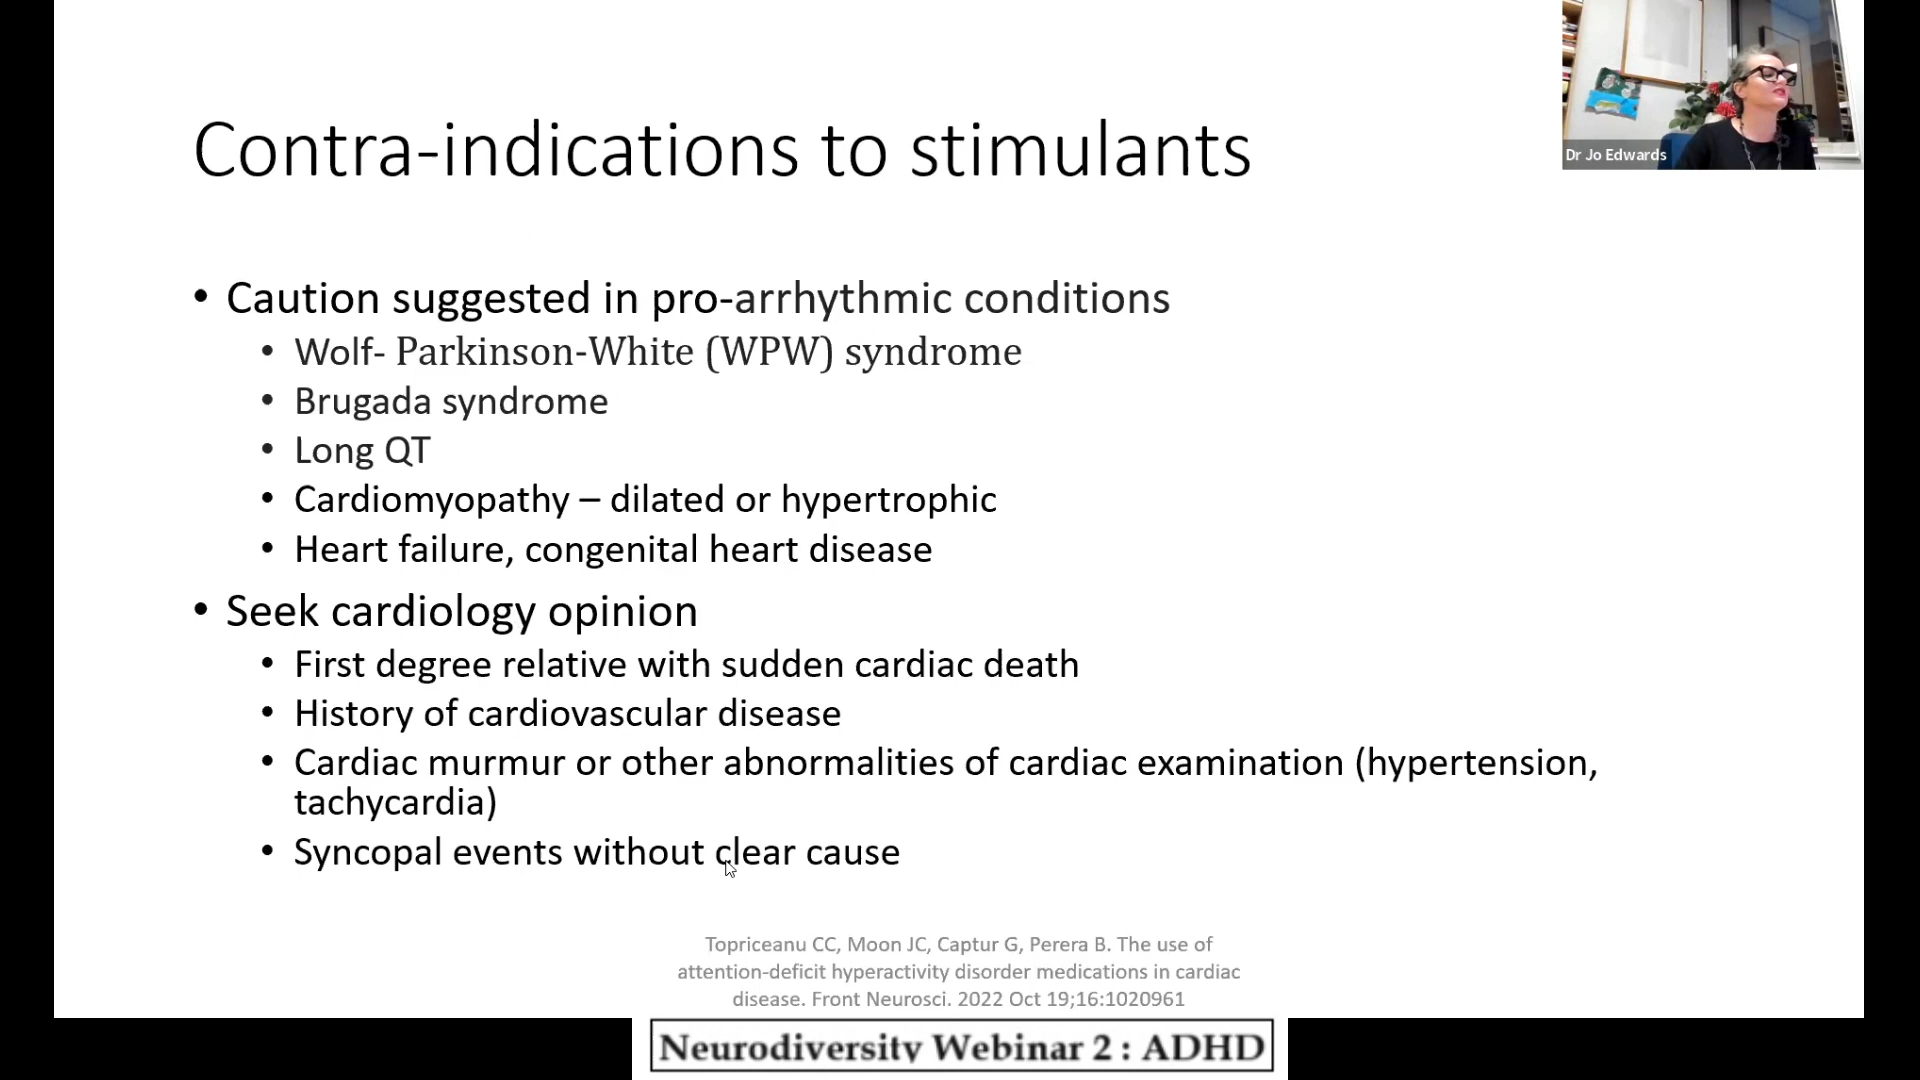 Contra-indications to stimulants
Dr Jo Edwards
• Caution suggested in pro-arrhythmic conditions
• Wolf- Parkinson-White (WPW) syndrome
• Brugada syndrome
• Long QT
• Cardiomyopathy – dilated or hypertrophic
• Heart failure, congenital heart disease
• Seek cardiology opinion
• First degree relative with sudden cardiac death
• History of cardiovascular disease
• Cardiac murmur or other abnormalities of cardiac examination (hypertension,
tachycardia)
• Syncopal events without clear cause
Topriceanu CC, Moon JC, Captur G, Perera B. The use of
attention-deficit hyperactivity disorder medications in cardiac
disease. Front Neurosci. 2022 Oct 19;16:1020961
Neurodiversity Webinar 2 : ADHD